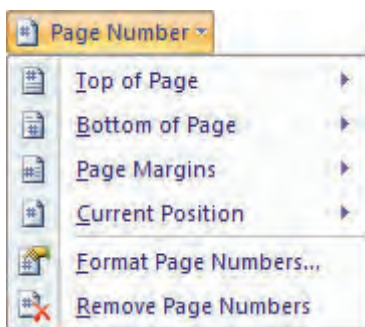 Page Number
Top of Page
Bottom of Page
Page Margins
Current Position
Format Page Numbers...
Remove Page Numbers